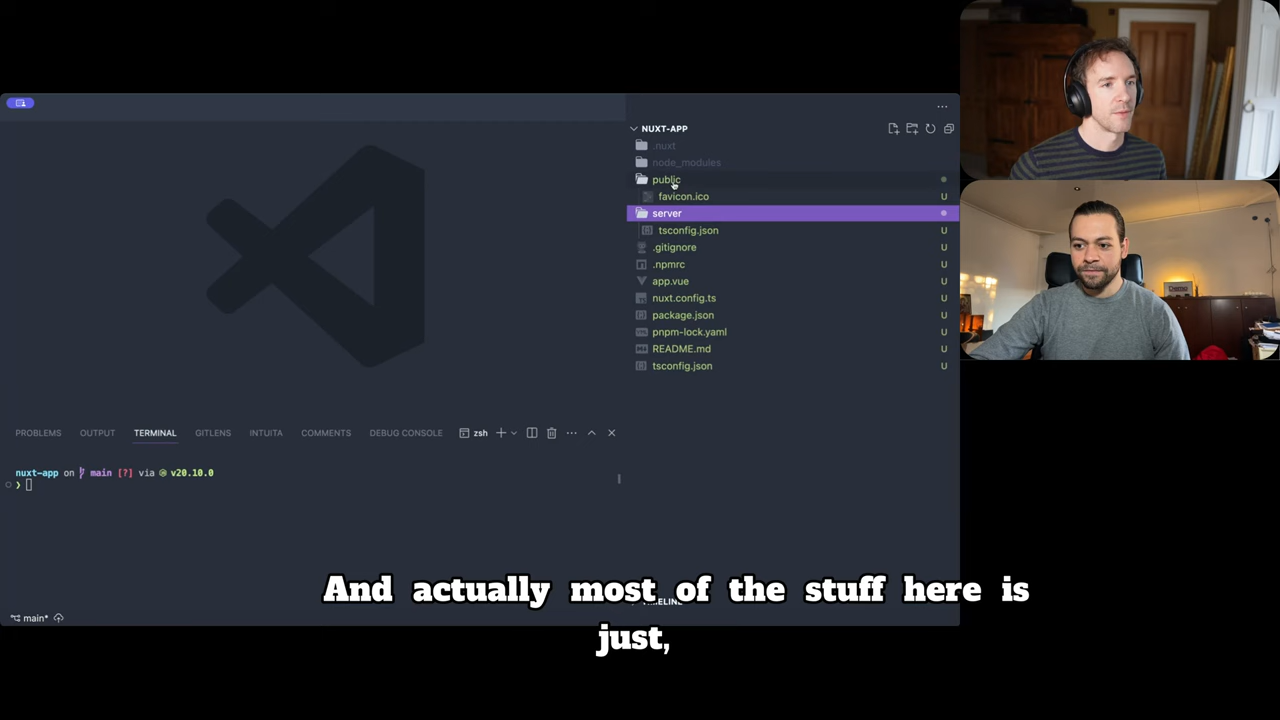 NUXT-APP
.nuxt
node_modules
public
favicon.ico U
server
tsconfig.json U
.gitignore U
.npmrc U
app.vue U
nuxt.config.ts U
package.json U
pnpm-lock.yaml U
README.md U
tsconfig.json U
PROBLEMS OUTPUT TERMINAL GITLENS INTUITA COMMENTS DEBUG CONSOLE zsh
nuxt-app on main [?] via v20.10.0
❯
And actually most of the stuff here is
just,
TIMELINE
main*
Demo